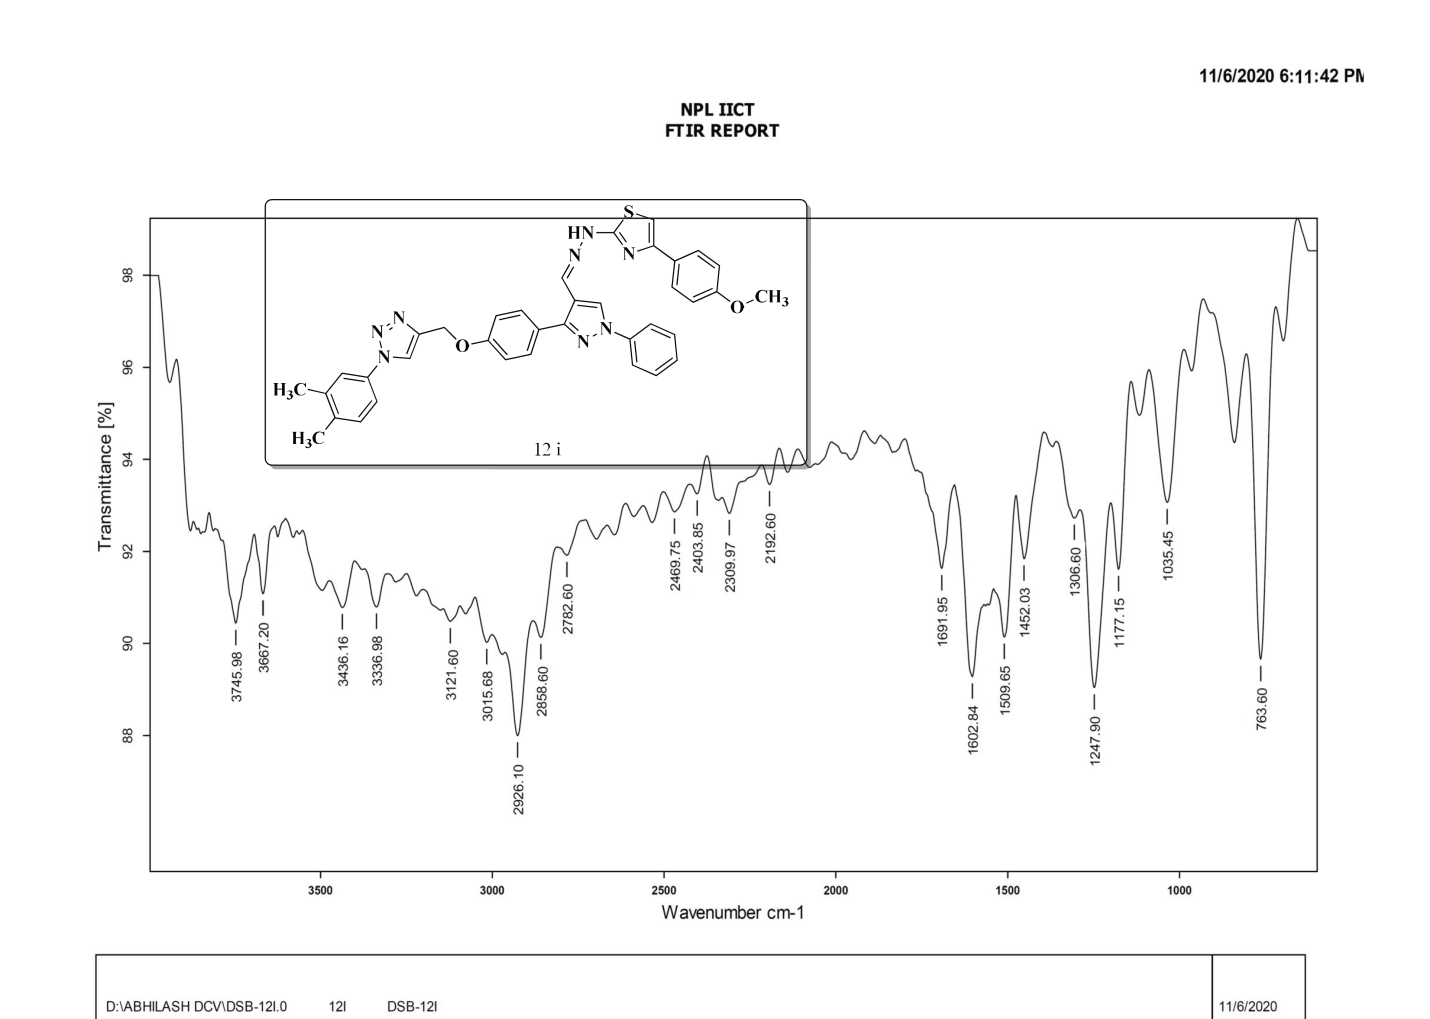 11/6/2020 6:11:42 PM
NPL IICT
FTIR REPORT
S
HN
N
N
O
CH3
N
N
N
O
N
N
H3C
H3C
12 i
Transmittance [%]
98
96
94
92
90
88
3745.98
3667.20
3436.16
3336.98
3121.60
3015.68
2926.10
2858.60
2782.60
2469.75
2403.85
2309.97
2192.60
1691.95
1602.84
1509.65
1452.03
1306.60
1247.90
1177.15
1035.45
763.60
3500 3000 2500 2000 1500 1000
Wavenumber cm-1
D:\ABHILASH DCV\DSB-12I.0 12I DSB-12I 11/6/2020